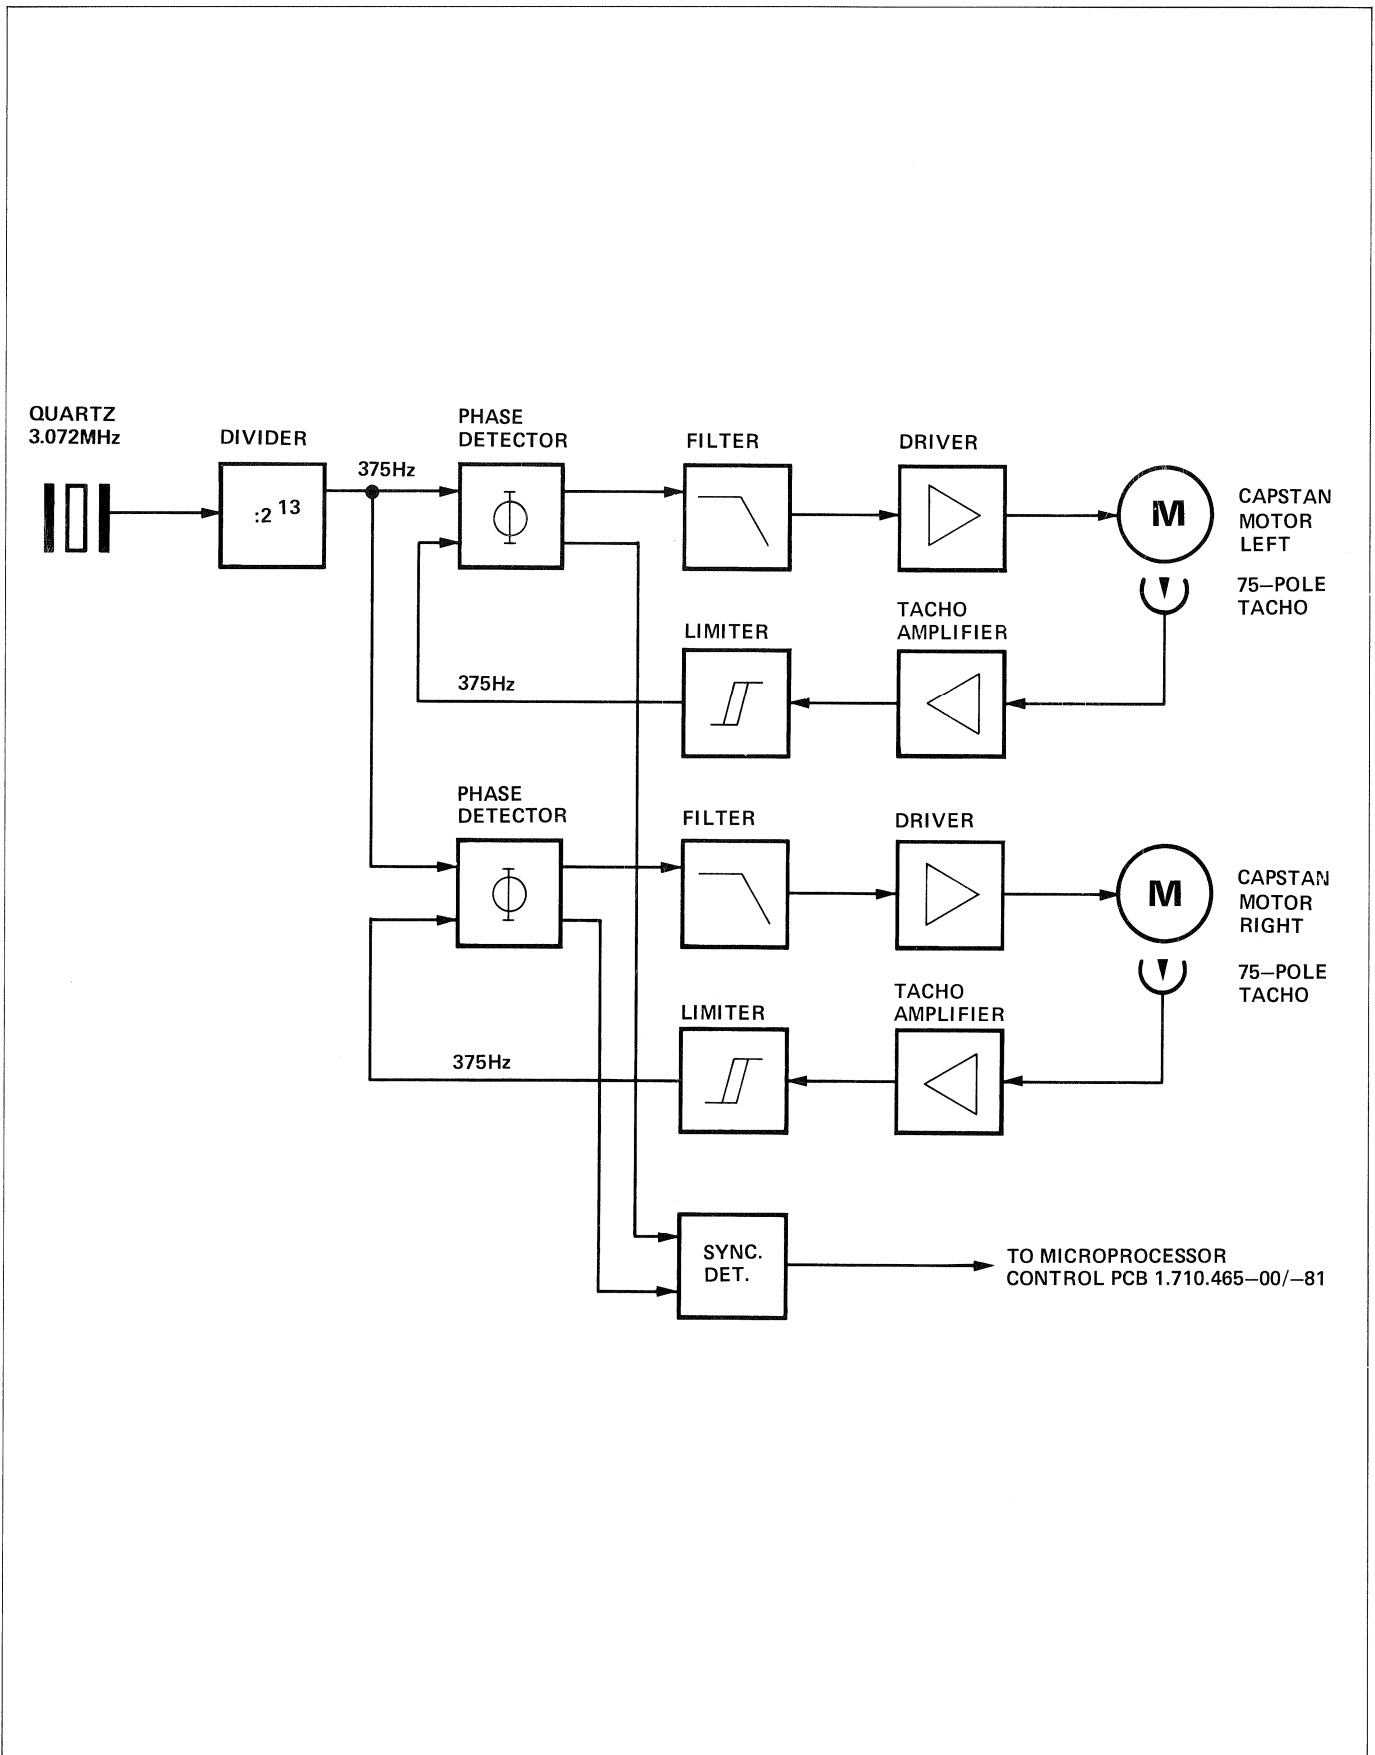 QUARTZ
3.072MHz
DIVIDER
:2 13
375Hz
PHASE
DETECTOR
FILTER
DRIVER
M
CAPSTAN
MOTOR
LEFT
75–POLE
TACHO
TACHO
AMPLIFIER
LIMITER
375Hz
PHASE
DETECTOR
FILTER
DRIVER
M
CAPSTAN
MOTOR
RIGHT
75–POLE
TACHO
TACHO
AMPLIFIER
LIMITER
375Hz
SYNC.
DET.
TO MICROPROCESSOR
CONTROL PCB 1.710.465–00/–81